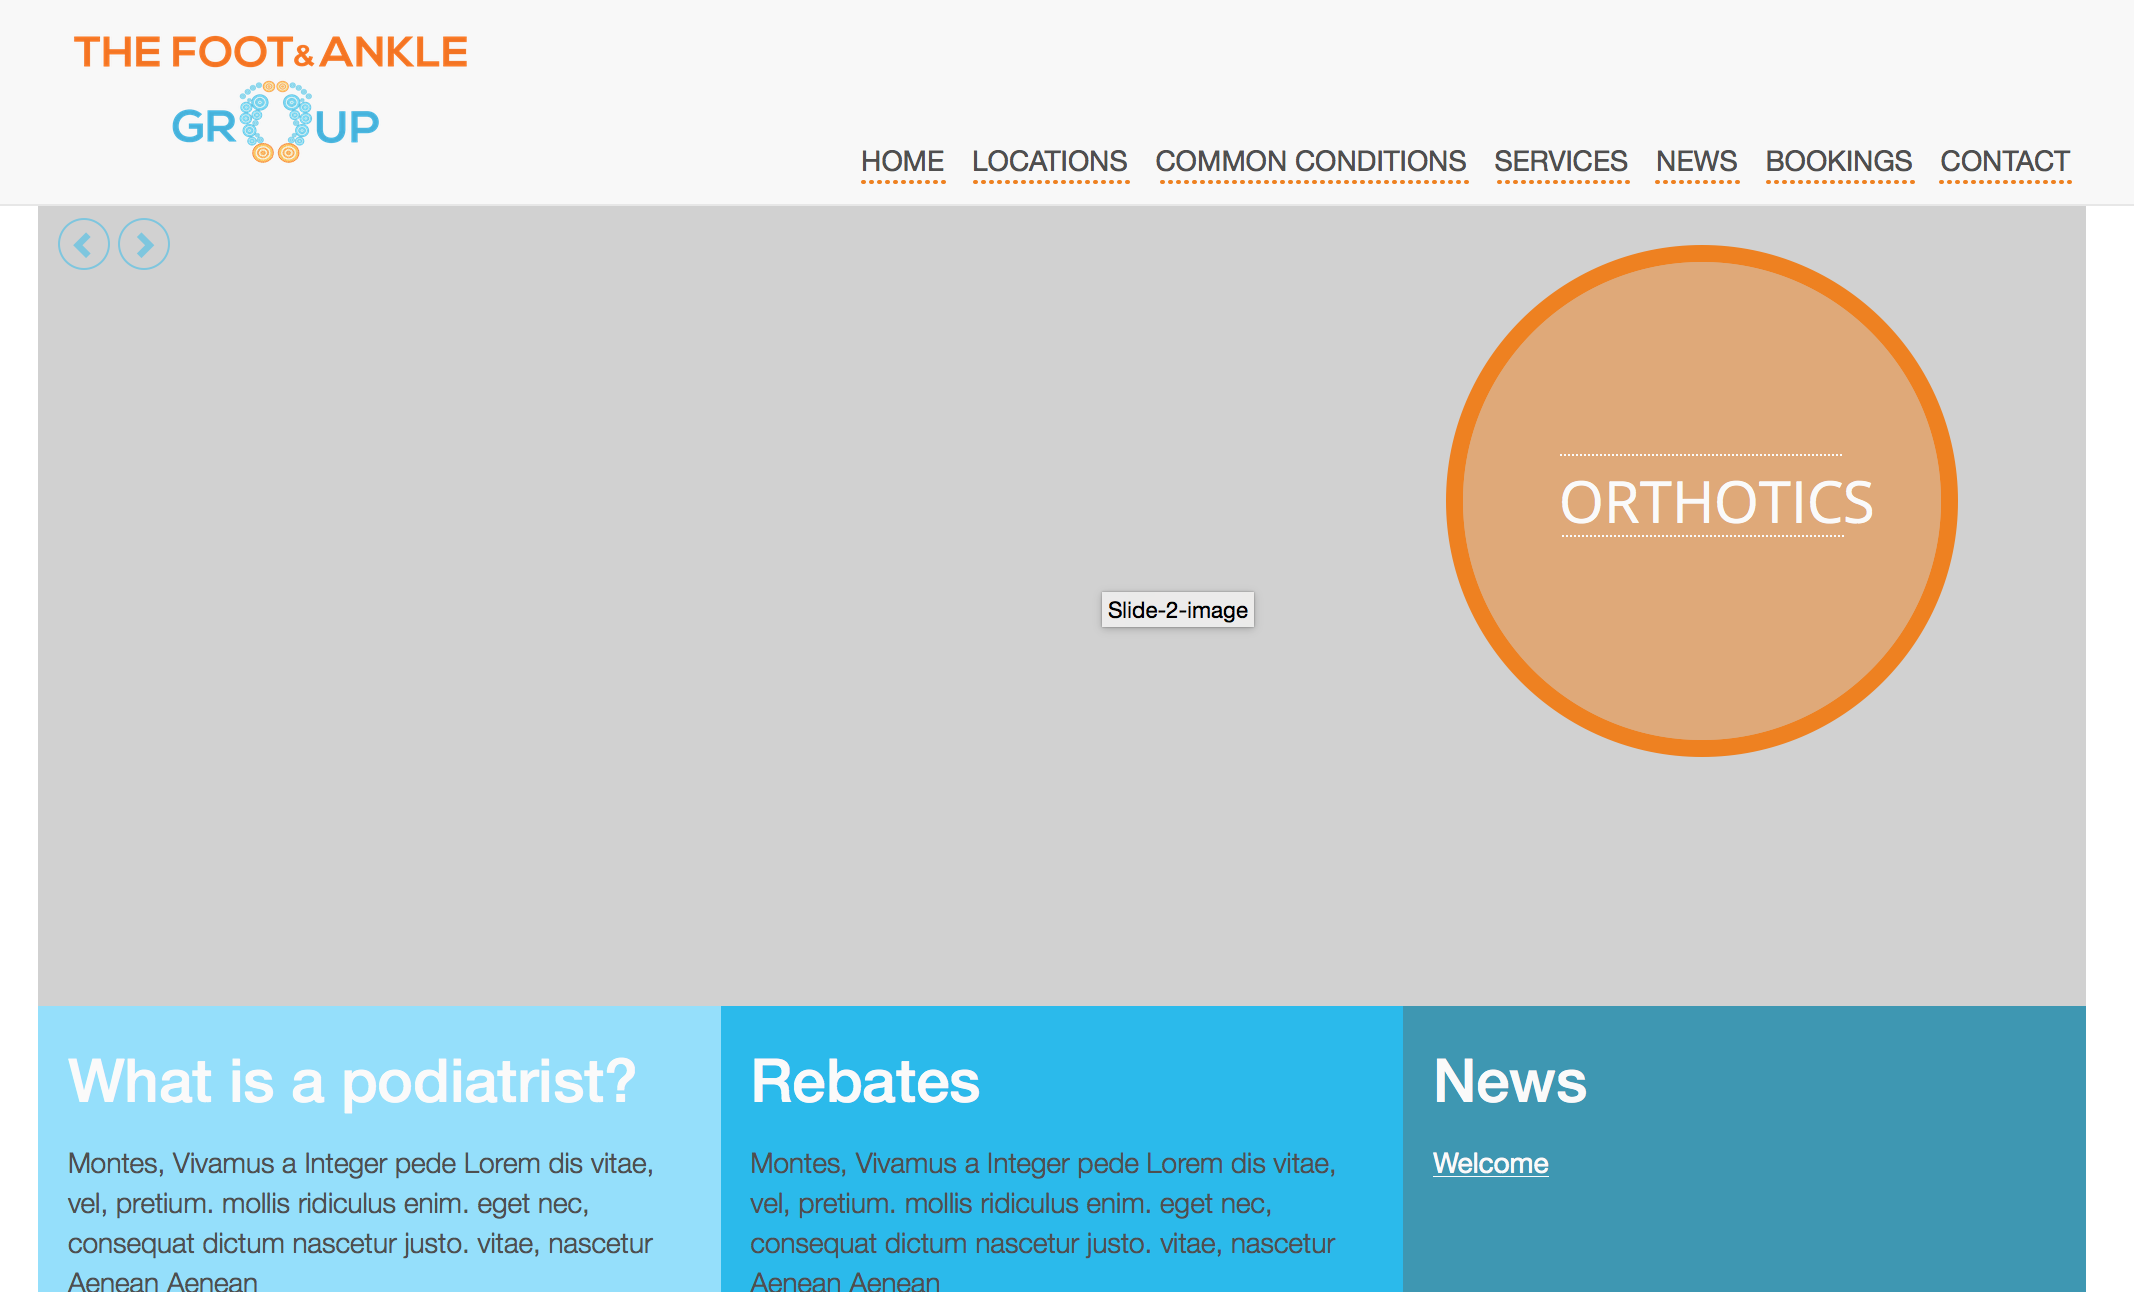 THE FOOT & ANKLE
GROUP
HOME LOCATIONS COMMON CONDITIONS SERVICES NEWS BOOKINGS CONTACT
ORTHOTICS
Slide-2-image
What is a podiatrist?
Montes, Vivamus a Integer pede Lorem dis vitae,
vel, pretium. mollis ridiculus enim. eget nec,
consequat dictum nascetur justo. vitae, nascetur
Aenean Aenean
Rebates
Montes, Vivamus a Integer pede Lorem dis vitae,
vel, pretium. mollis ridiculus enim. eget nec,
consequat dictum nascetur justo. vitae, nascetur
Aenean Aenean
News
Welcome